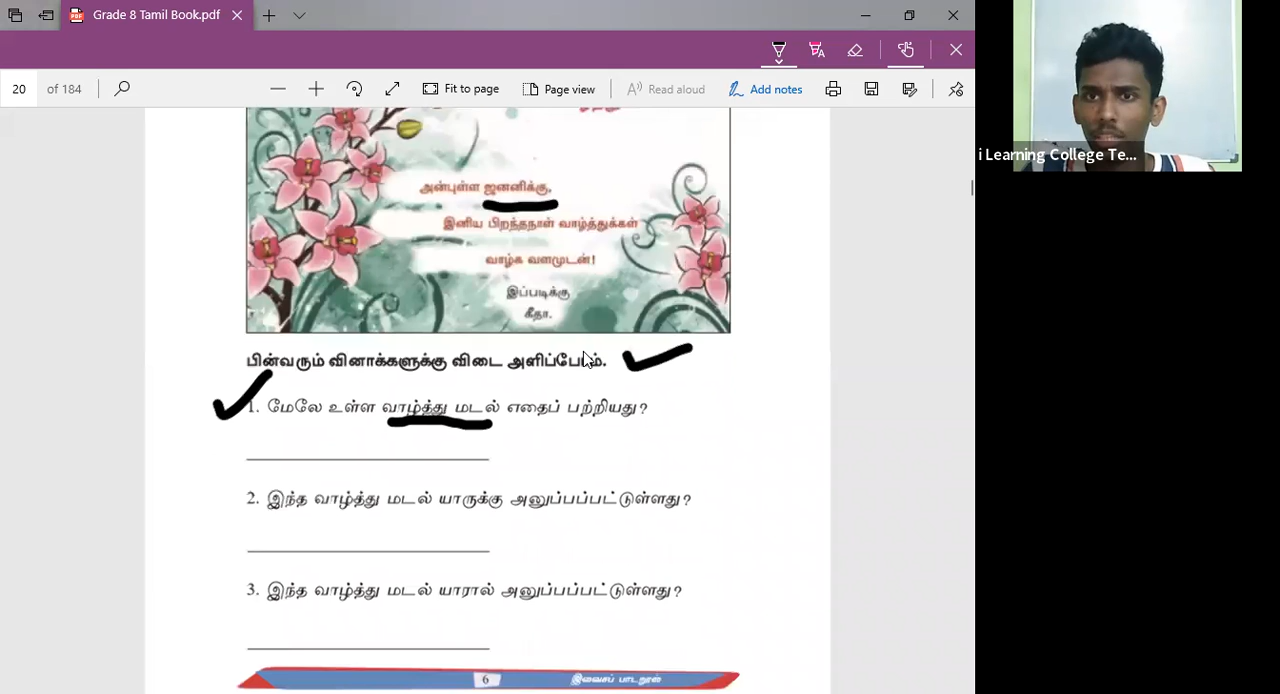 Grade 8 Tamil Book.pdf
20 of 184
Fit to page
Page view
Read aloud
Add notes
i Learning College Te...
அன்புள்ள ஜனனிக்கு,
இனிய பிறந்தநாள் வாழ்த்துக்கள்
வாழ்க வளமுடன்!
இப்படிக்கு
கீதா.
பின்வரும் வினாக்களுக்கு விடை அளிப்போம்.
1. மேலே உள்ள வாழ்த்து மடல் எதைப் பற்றியது?
2. இந்த வாழ்த்து மடல் யாருக்கு அனுப்பப்பட்டுள்ளது?
3. இந்த வாழ்த்து மடல் யாரால் அனுப்பப்பட்டுள்ளது?
6 இலவசப் பாடநூல்